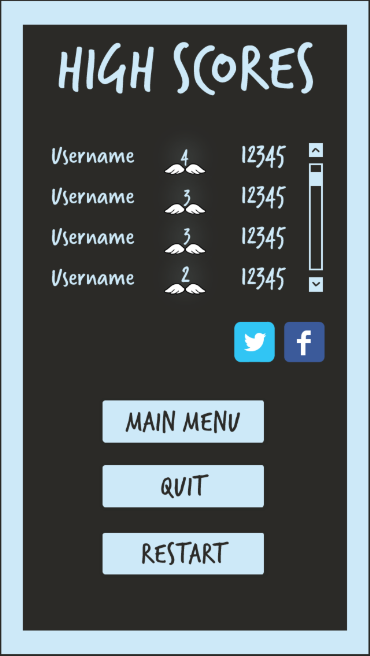 HIGH SCORES
Username 4 12345
Username 3 12345
Username 3 12345
Username 2 12345
f
MAIN MENU
QUIT
RESTART